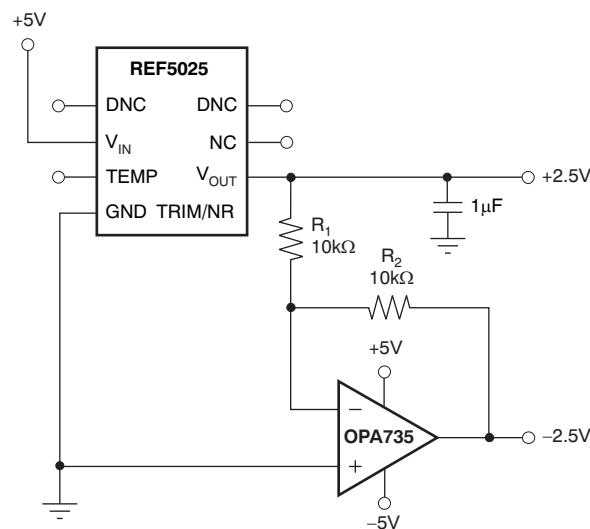 +5V
REF5025
DNC DNC
V_IN NC
TEMP V_OUT
GND TRIM/NR
+2.5V
1μF
R_1
10kΩ
R_2
10kΩ
+5V
−
OPA735
+
−2.5V
−5V